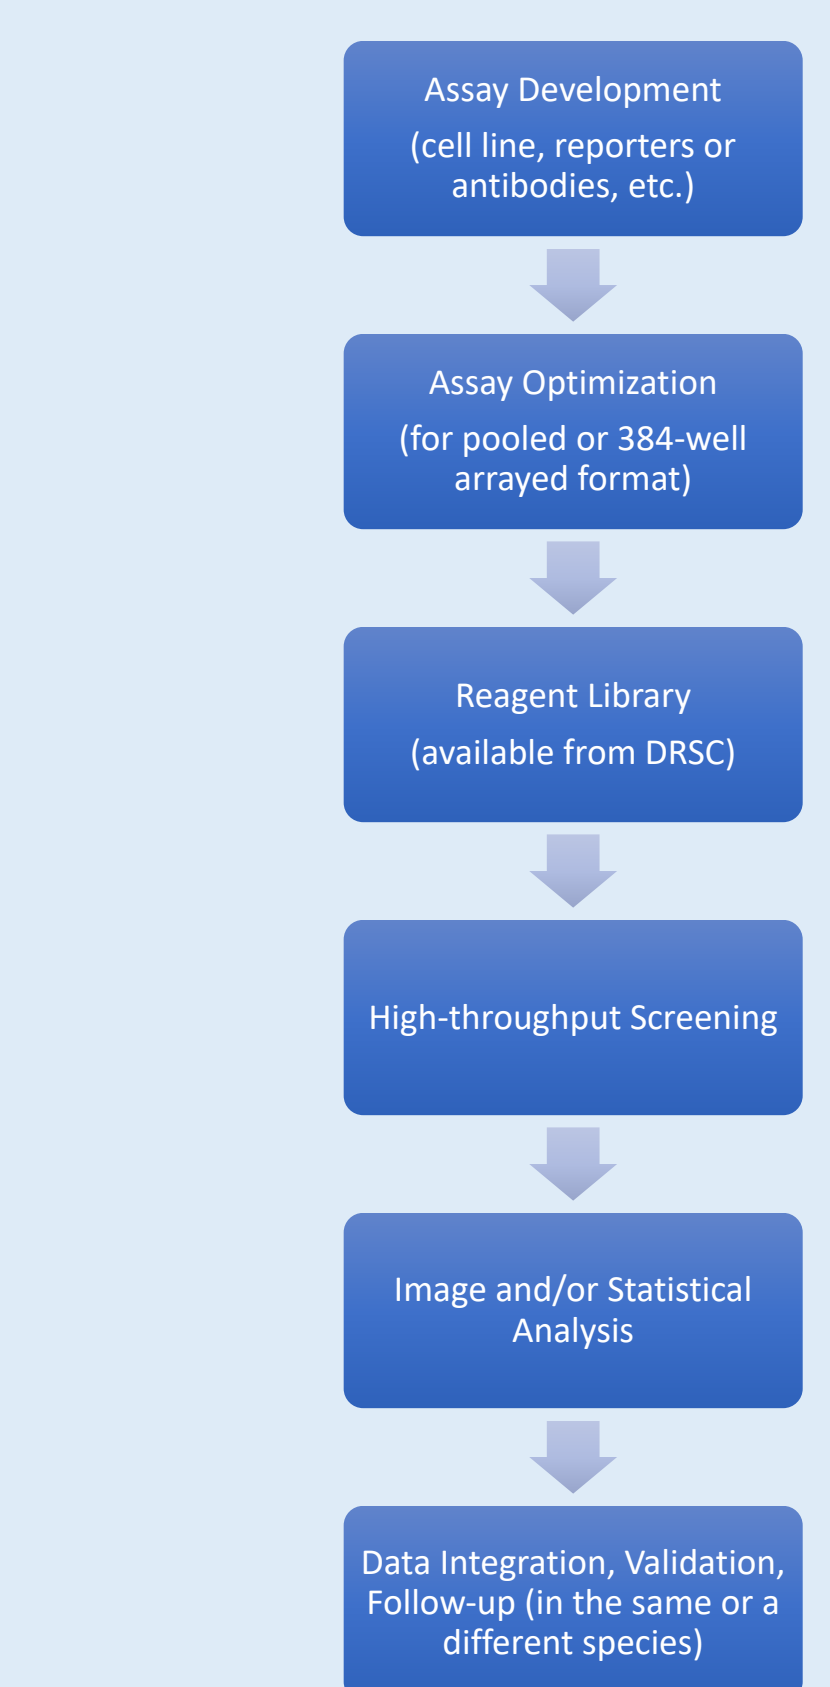 Assay Development
(cell line, reporters or
antibodies, etc.)
Assay Optimization
(for pooled or 384-well
arrayed format)
Reagent Library
(available from DRSC)
High-throughput Screening
Image and/or Statistical
Analysis
Data Integration, Validation,
Follow-up (in the same or a
different species)